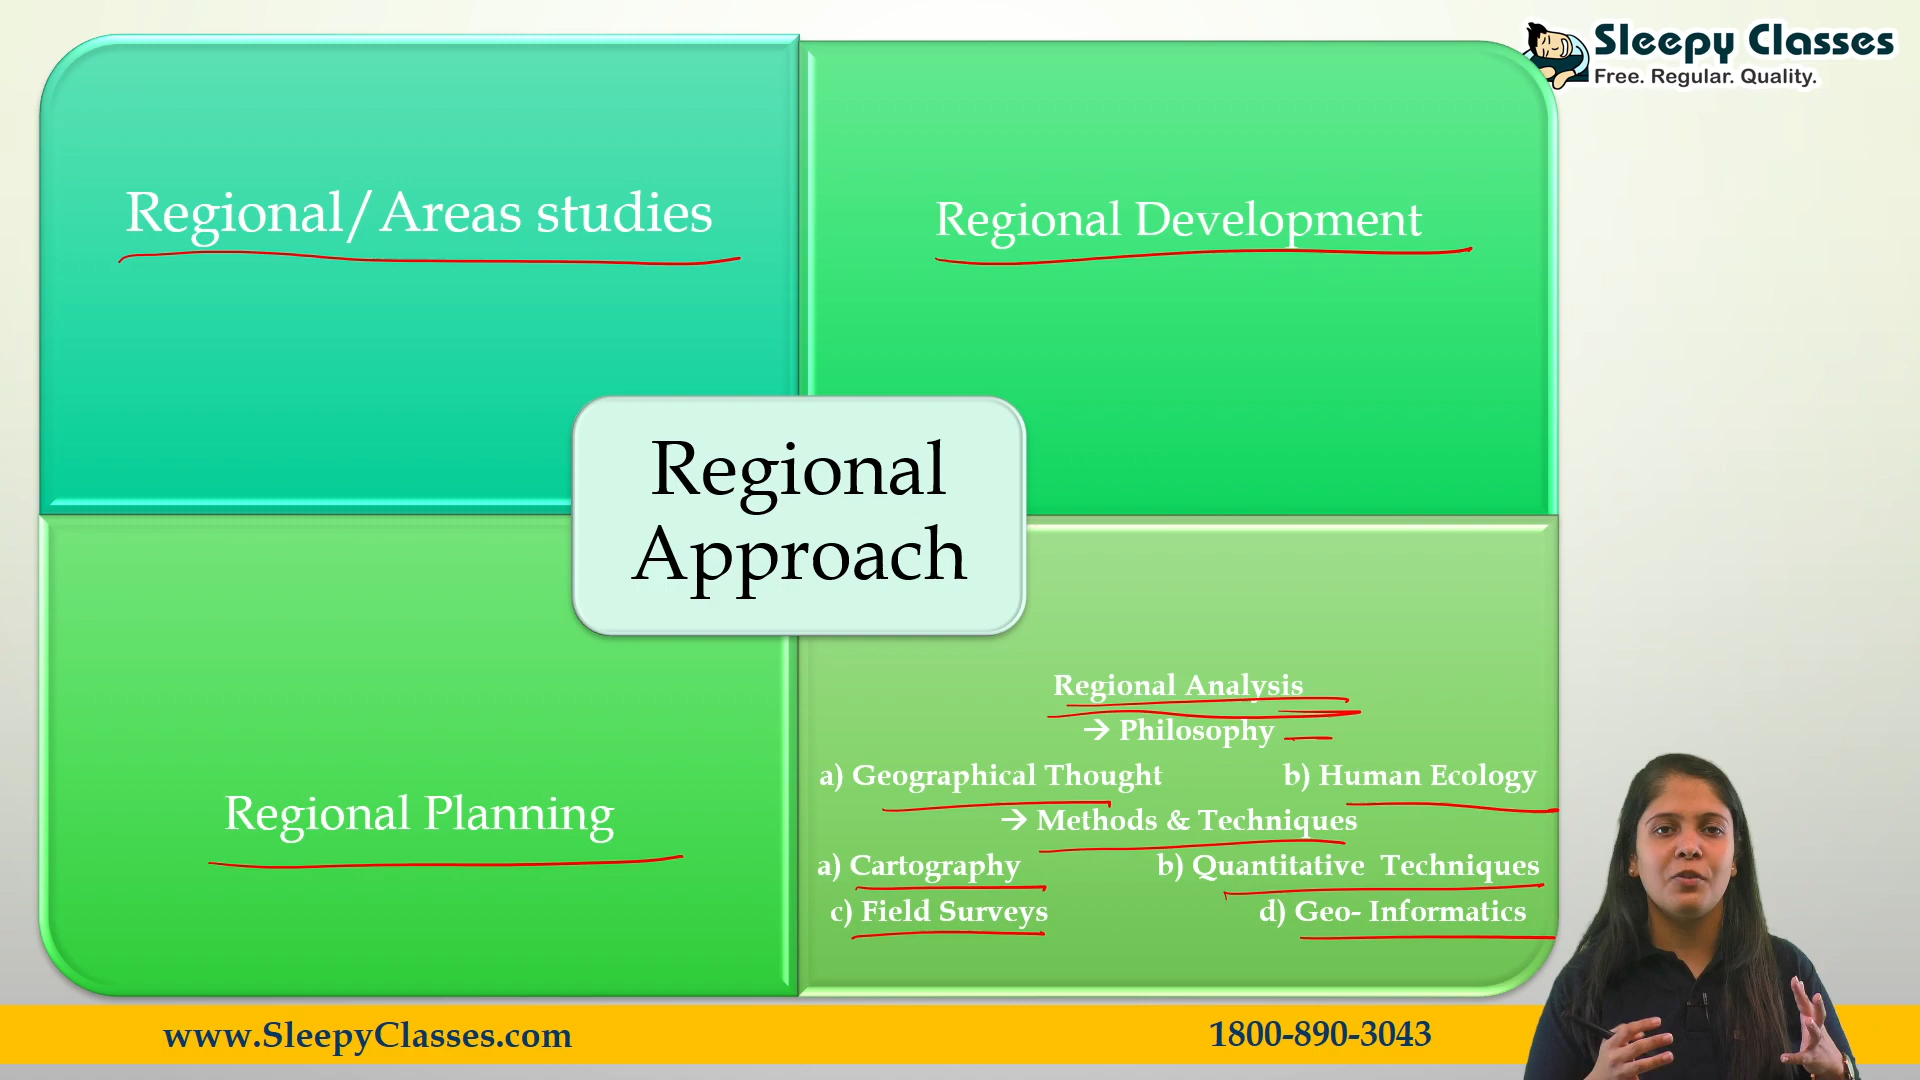 Sleepy Classes
Free. Regular. Quality.
Regional/Areas studies
Regional Development
Regional
Approach
Regional Planning
Regional Analysis
→ Philosophy
a) Geographical Thought b) Human Ecology
→ Methods & Techniques
a) Cartography b) Quantitative Techniques
c) Field Surveys d) Geo- Informatics
www.SleepyClasses.com
1800-890-3043